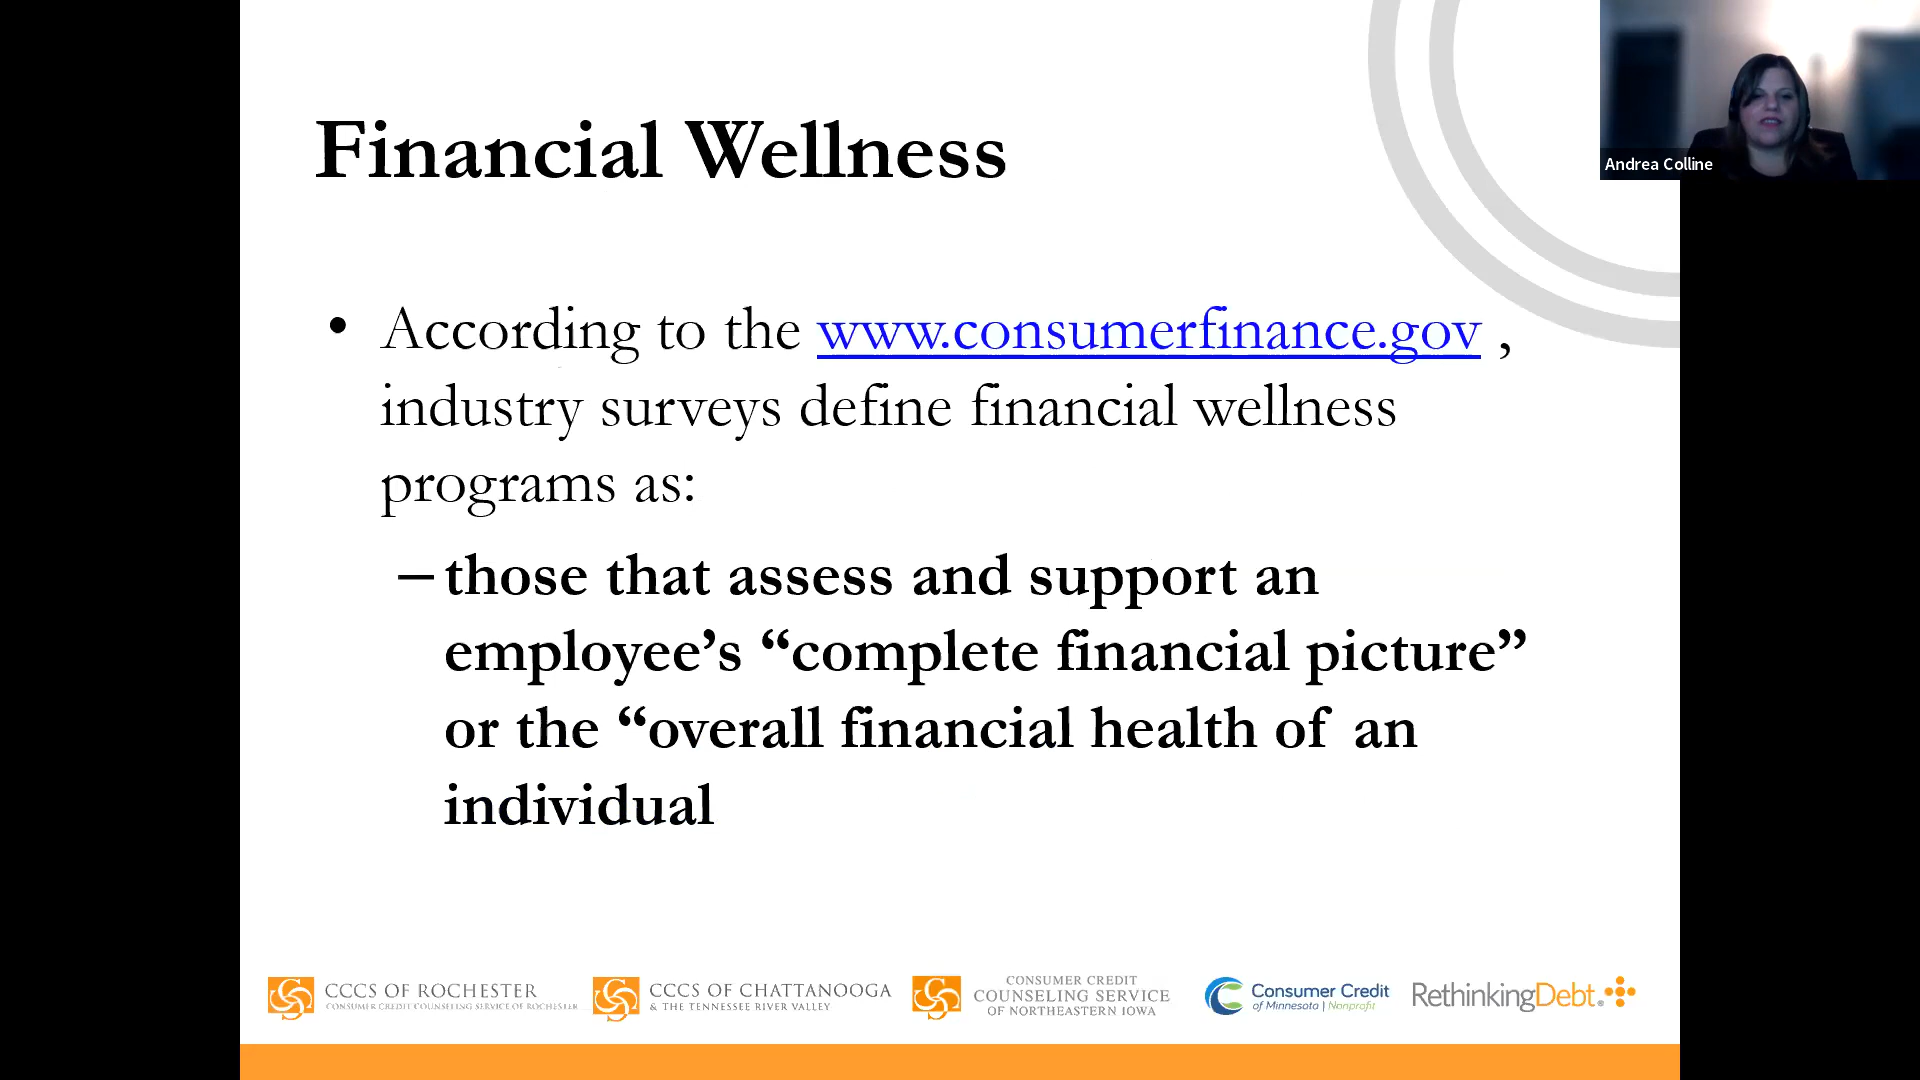 Financial Wellness
Andrea Colline
• According to the www.consumerfinance.gov ,
industry surveys define financial wellness
programs as:
– those that assess and support an
employee’s “complete financial picture”
or the “overall financial health of an
individual
CCCS OF ROCHESTER
CONSUMER CREDIT COUNSELING SERVICE OF ROCHESTER
CCCS OF CHATTANOOGA
& THE TENNESSEE RIVER VALLEY
CONSUMER CREDIT
COUNSELING SERVICE
OF NORTHEASTERN IOWA
Consumer Credit
of Minnesota | Nonprofit
RethinkingDebt.®